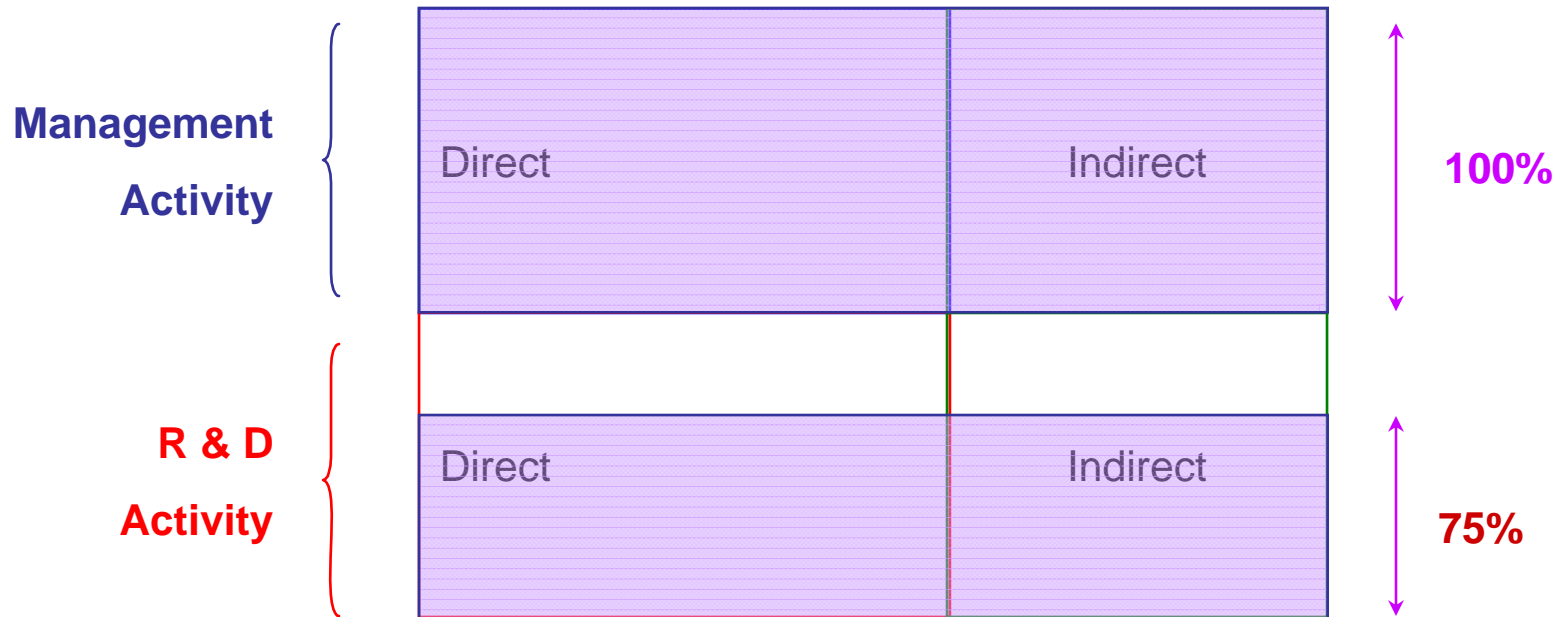 Management
Activity
Direct
Indirect
100%
R & D
Activity
Direct
Indirect
75%